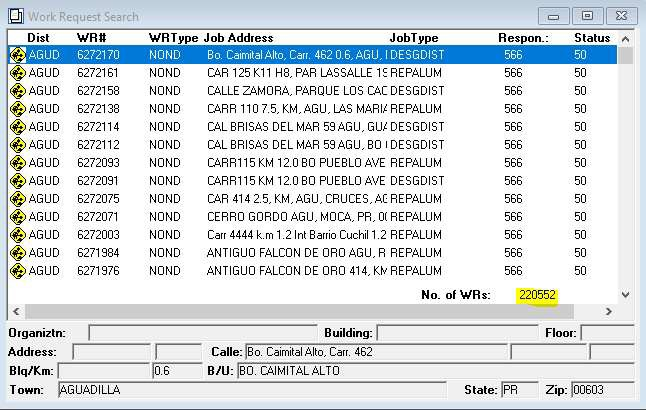 Work Request Search
Dist WR# WRType Job Address JobType Respon.: Status
AGUD 6272170 NOND Bo. Caimital Alto, Carr. 462 0.6, AGU, I DESGDIST 566 50
AGUD 6272161 NOND CAR 125 K11 H8, PAR LASSALLE 19 REPALUM 566 50
AGUD 6272158 NOND CALLE ZAMORA, PARQUE LOS CAC DESGDIST 566 50
AGUD 6272138 NOND CARR 110 7.5, KM, AGU, LAS MARIA REPALUM 566 50
AGUD 6272114 NOND CAL BRISAS DEL MAR 59 AGU, GUA DESGDIST 566 50
AGUD 6272112 NOND CAL BRISAS DEL MAR 59 AGU, BO ( DESGDIST 566 50
AGUD 6272093 NOND CARR115 KM 12.0 BO PUEBLO AVE REPALUM 566 50
AGUD 6272091 NOND CARR115 KM 12.0 BO PUEBLO AVE DESGDIST 566 50
AGUD 6272075 NOND CAR 414 2.5, KM, AGU, CRUCES, AG REPALUM 566 50
AGUD 6272071 NOND CERRO GORDO AGU, MOCA, PR, 00 REPALUM 566 50
AGUD 6272003 NOND Carr 4444 k.m 1.2 Int Barrio Cuchil 1.2 REPALUM 566 50
AGUD 6271984 NOND ANTIGUO FALCON DE ORO AGU, R DESGDIST 566 50
AGUD 6271976 NOND ANTIGUO FALCON DE ORO 414, KM REPALUM 566 50
No. of WRs: 220552
Organiztn: Building: Floor:
Address: Calle: Bo. Caimital Alto, Carr. 462
Blq/Km: 0.6 B/U: BO. CAIMITAL ALTO
Town: AGUADILLA State: PR Zip: 00603